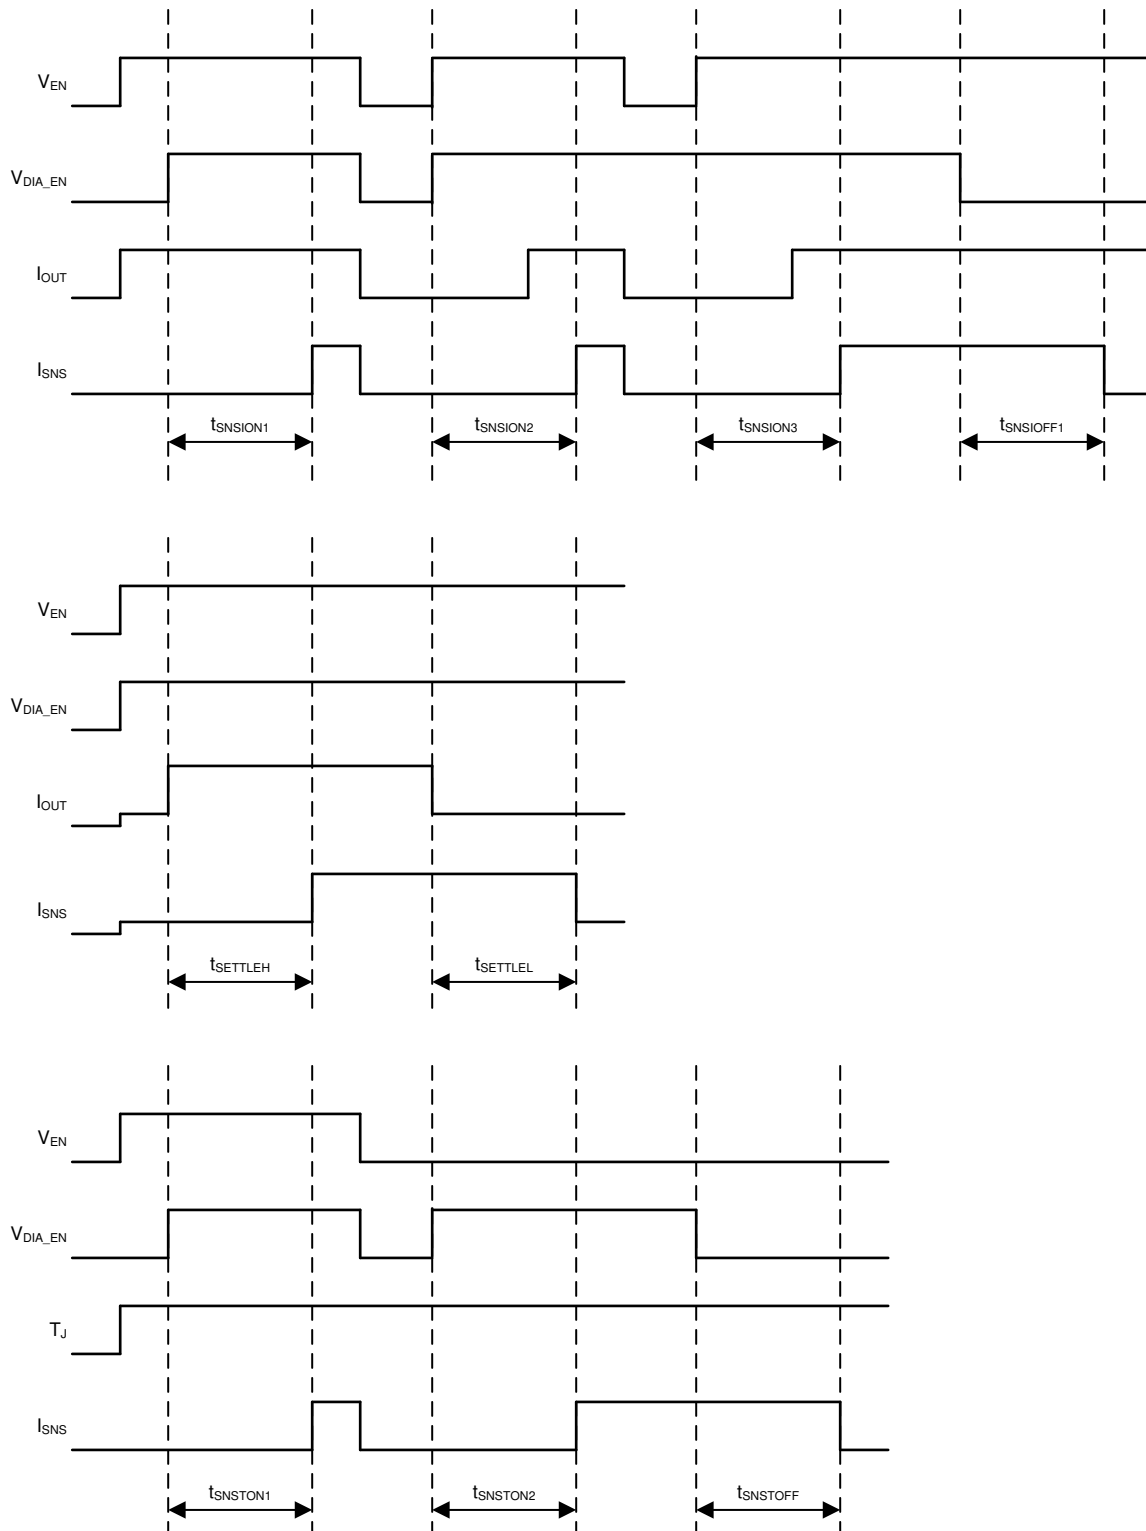 VEN
VDIA_EN
IOUT
ISNS
tSNSION1
tSNSION2
tSNSION3
tSNSIOFF1
VEN
VDIA_EN
IOUT
ISNS
tSETTLEH
tSETTLEL
VEN
VDIA_EN
TJ
ISNS
tSNSTON1
tSNSTON2
tSNSTOFF